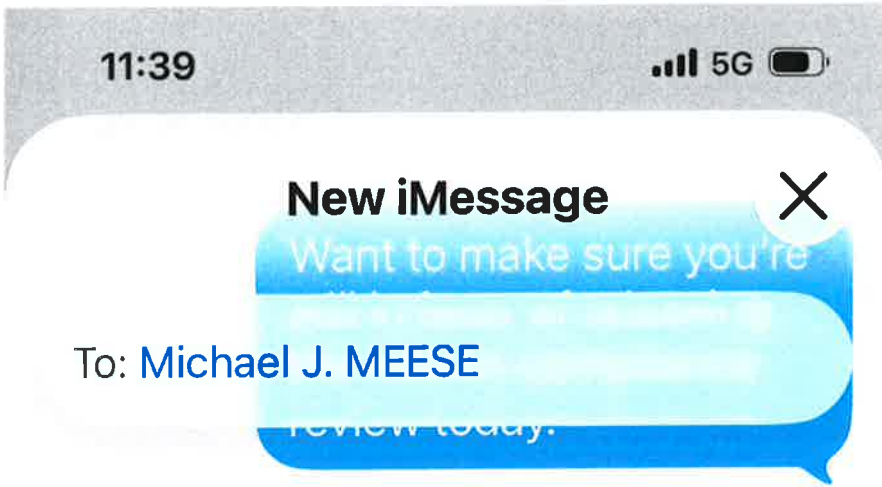 11:39 5G
New iMessage
Want to make sure you're
To: Michael J. MEESE
review today.